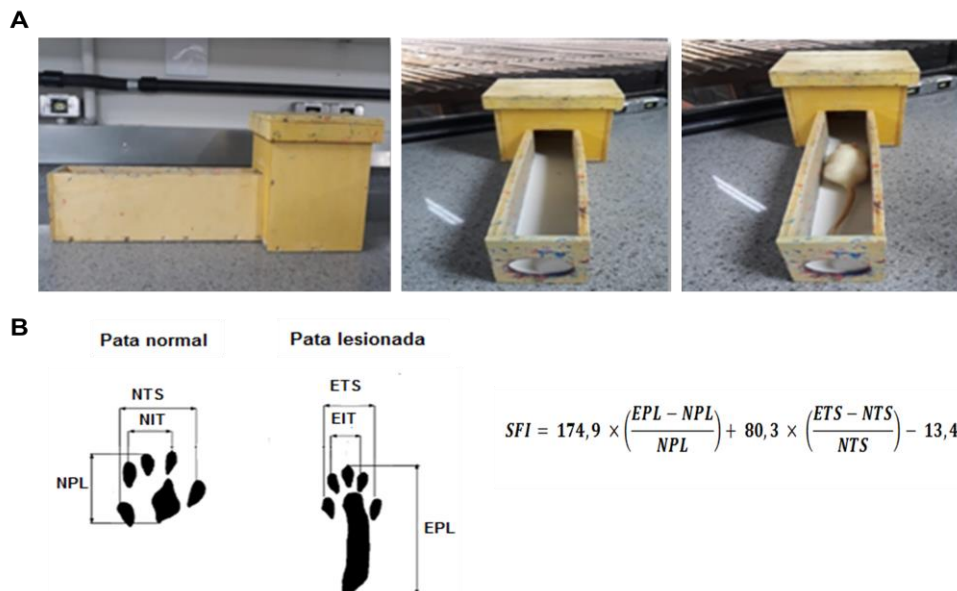 A
B
Pata normal
Pata lesionada
NTS
NIT
NPL
ETS
EIT
EPL
SFI = 174,9 × ((EPL − NPL)/NPL) + 80,3 × ((ETS − NTS)/NTS) − 13,4